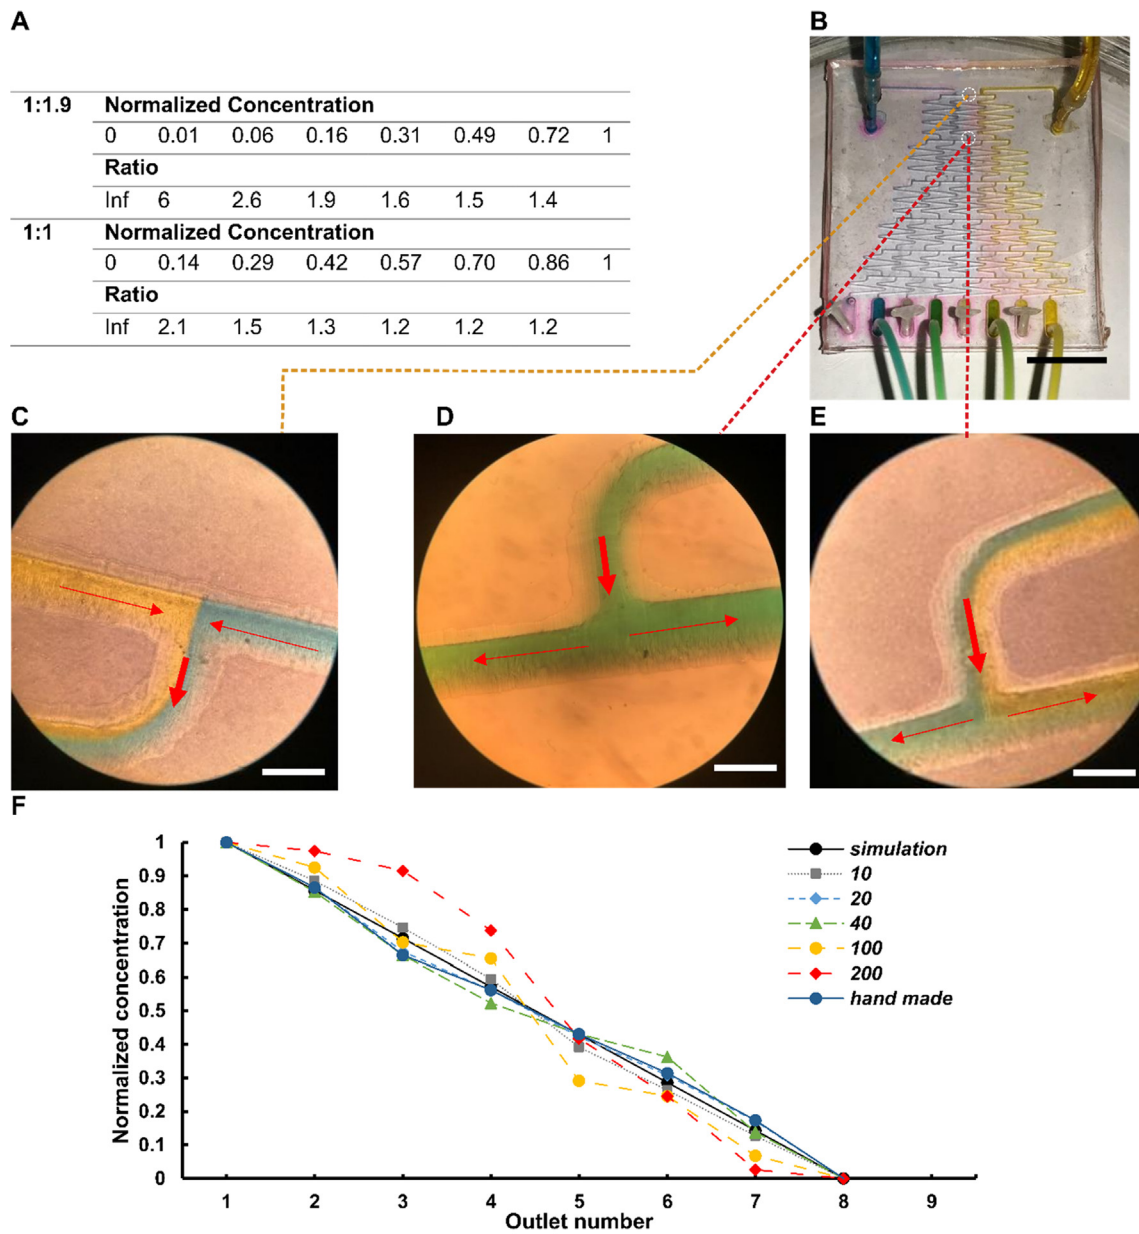 A
B
1:1.9 Normalized Concentration
0 0.01 0.06 0.16 0.31 0.49 0.72 1
Ratio
Inf 6 2.6 1.9 1.6 1.5 1.4
1:1 Normalized Concentration
0 0.14 0.29 0.42 0.57 0.70 0.86 1
Ratio
Inf 2.1 1.5 1.3 1.2 1.2 1.2
C
D
E
F
Normalized concentration
1
0.9
0.8
0.7
0.6
0.5
0.4
0.3
0.2
0.1
0
1 2 3 4 5 6 7 8 9
Outlet number
simulation
10
20
40
100
200
hand made